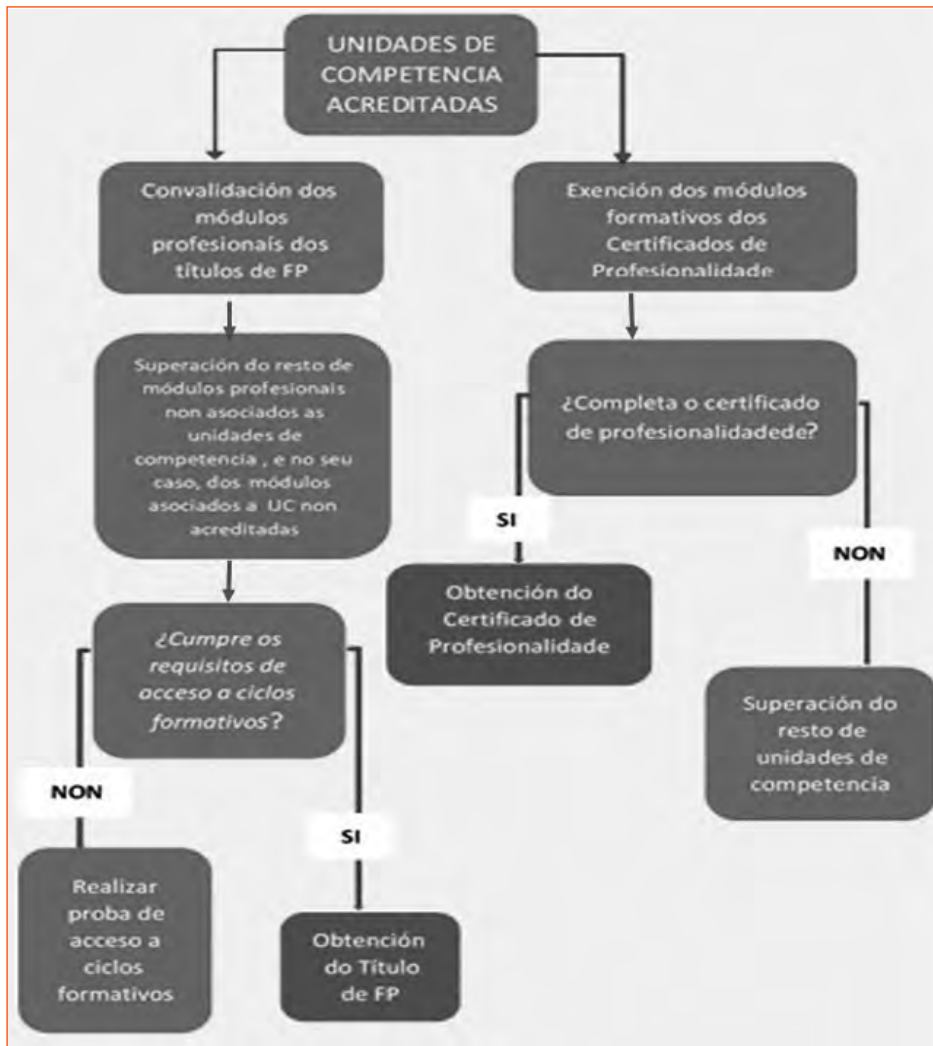 UNIDADES DE
COMPETENCIA
ACREDITADAS
Convalidación dos
módulos
profesionais dos
títulos de FP
Exención dos módulos
formativos dos
Certificados de
Profesionalidade
Superación do resto de
módulos profesionais
non asociados as
unidades de
competencia , e no seu
caso, dos módulos
asociados a UC non
acreditadas
¿Completa o certificado
de profesionalidadede?
SI
NON
Obtención do
Certificado de
Profesionalidade
¿Cumpre os
requisitos de
acceso a ciclos
formativos?
Superación do
resto de
unidades de
competencia
NON
SI
Realizar
proba de
acceso a
ciclos
formativos
Obtención
do Título
de FP